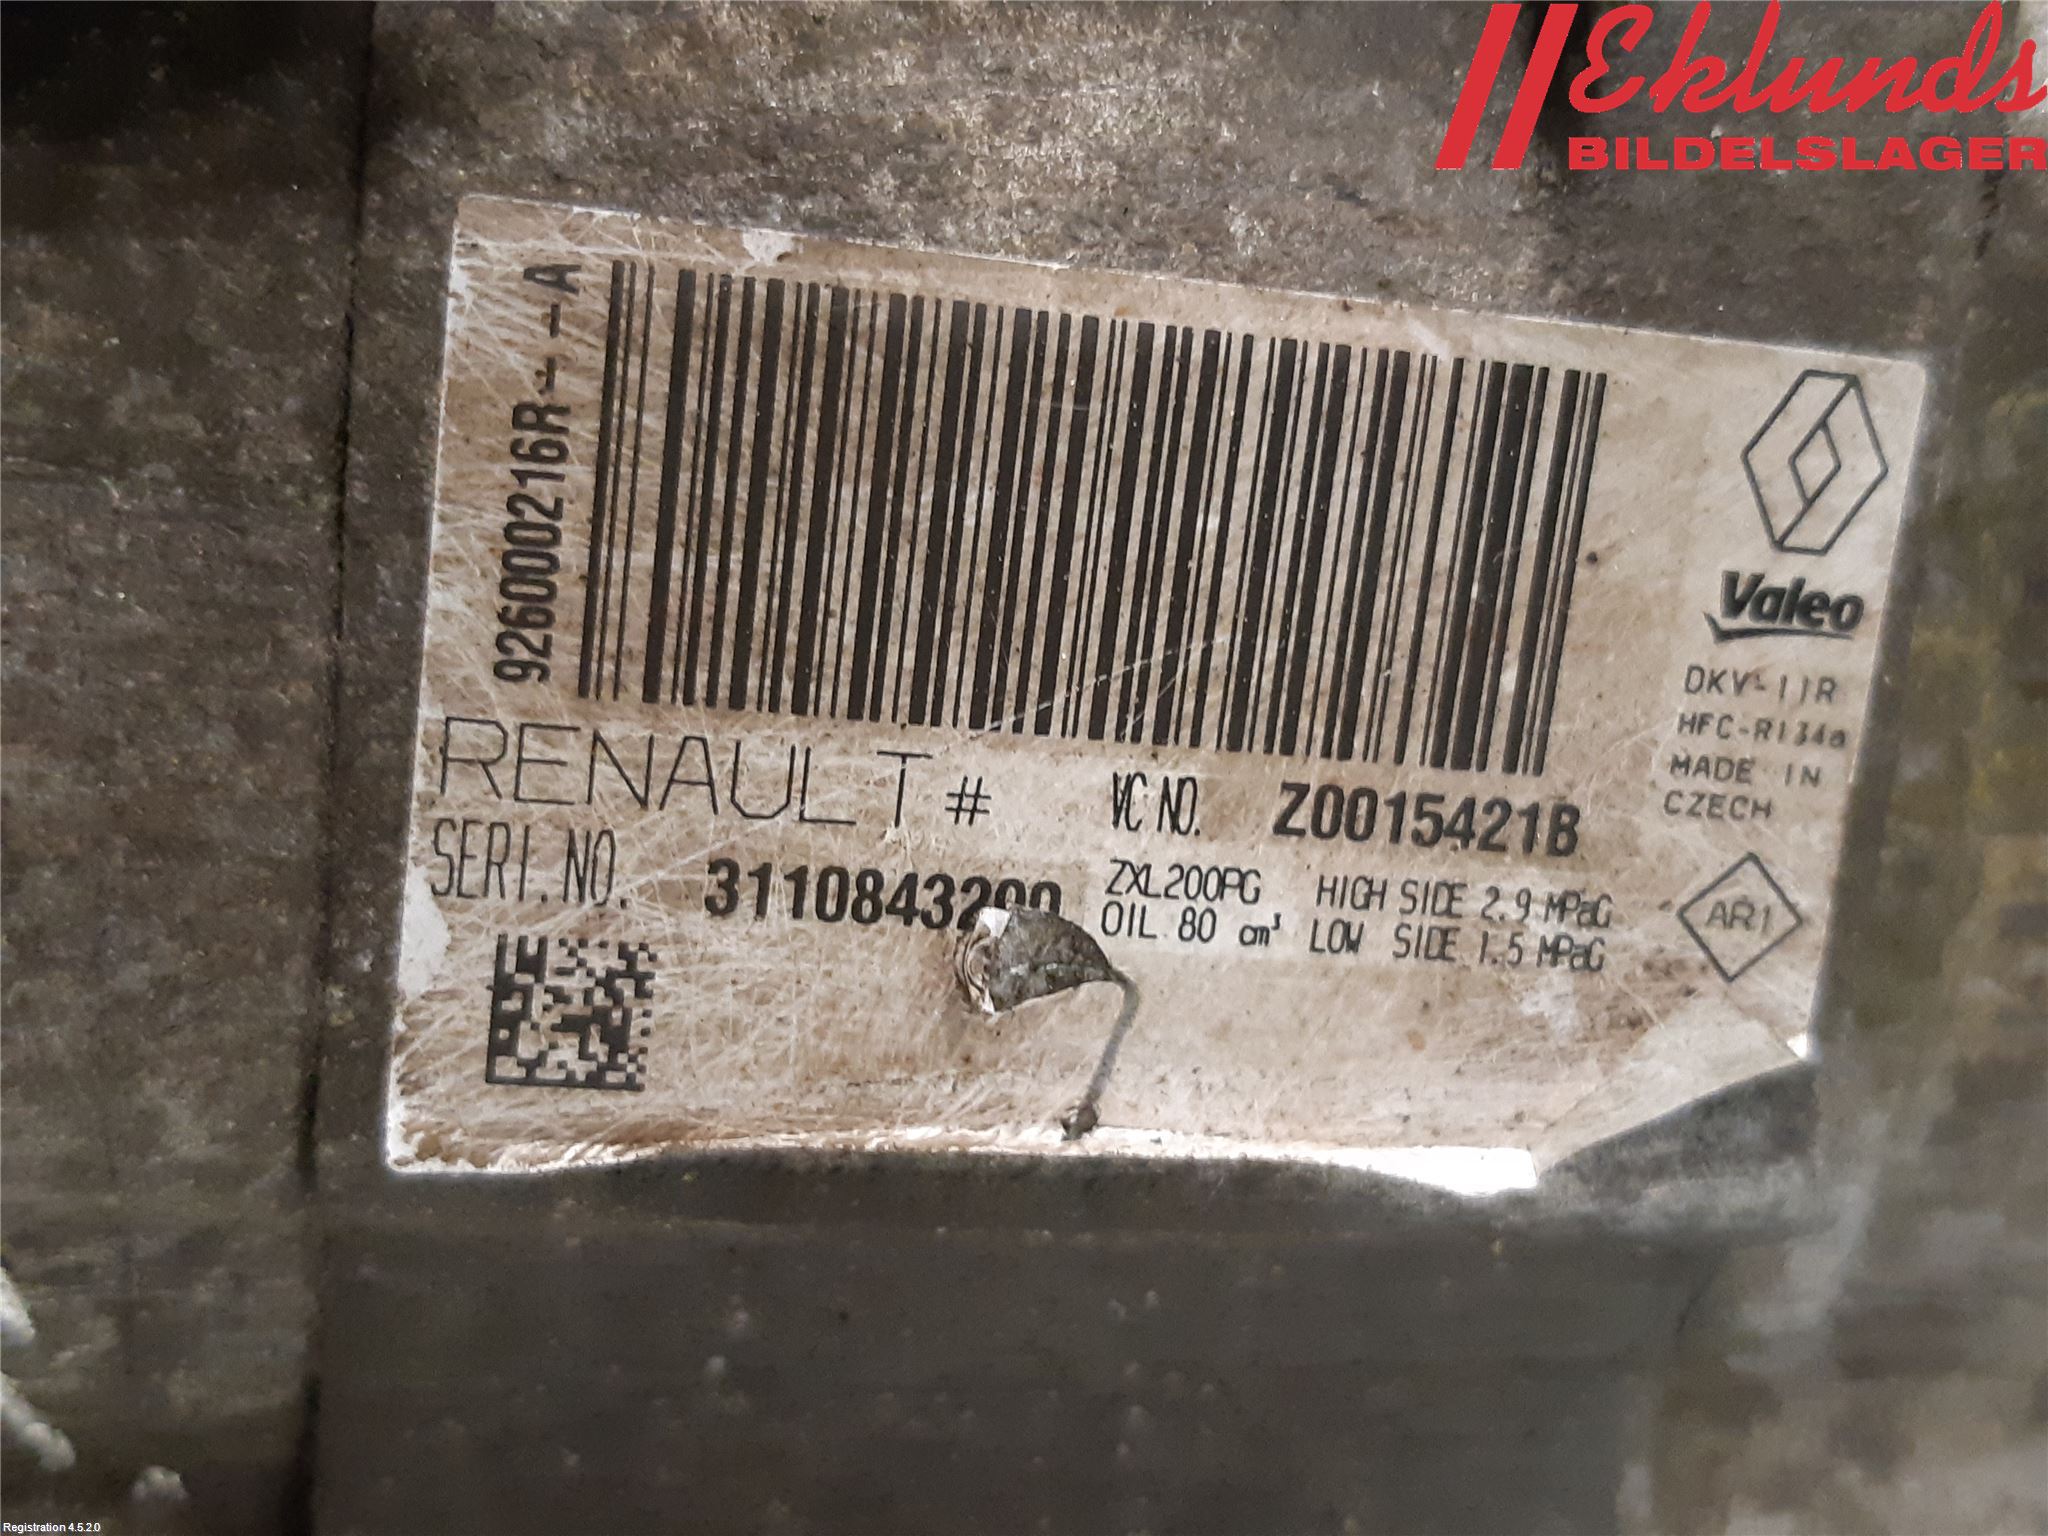 Eklunds
BILDELSLAGER
926000216R--A
Valeo
DKV-11R
HFC-R134a
MADE IN
CZECH
RENAULT #
VC NO. Z0015421B
SERI.NO.
ZXL200PG HIGH SIDE 2.9 MPaG
OIL 80 cm³ LOW SIDE 1.5 MPaG
AR1
Registration 4.5.2.0